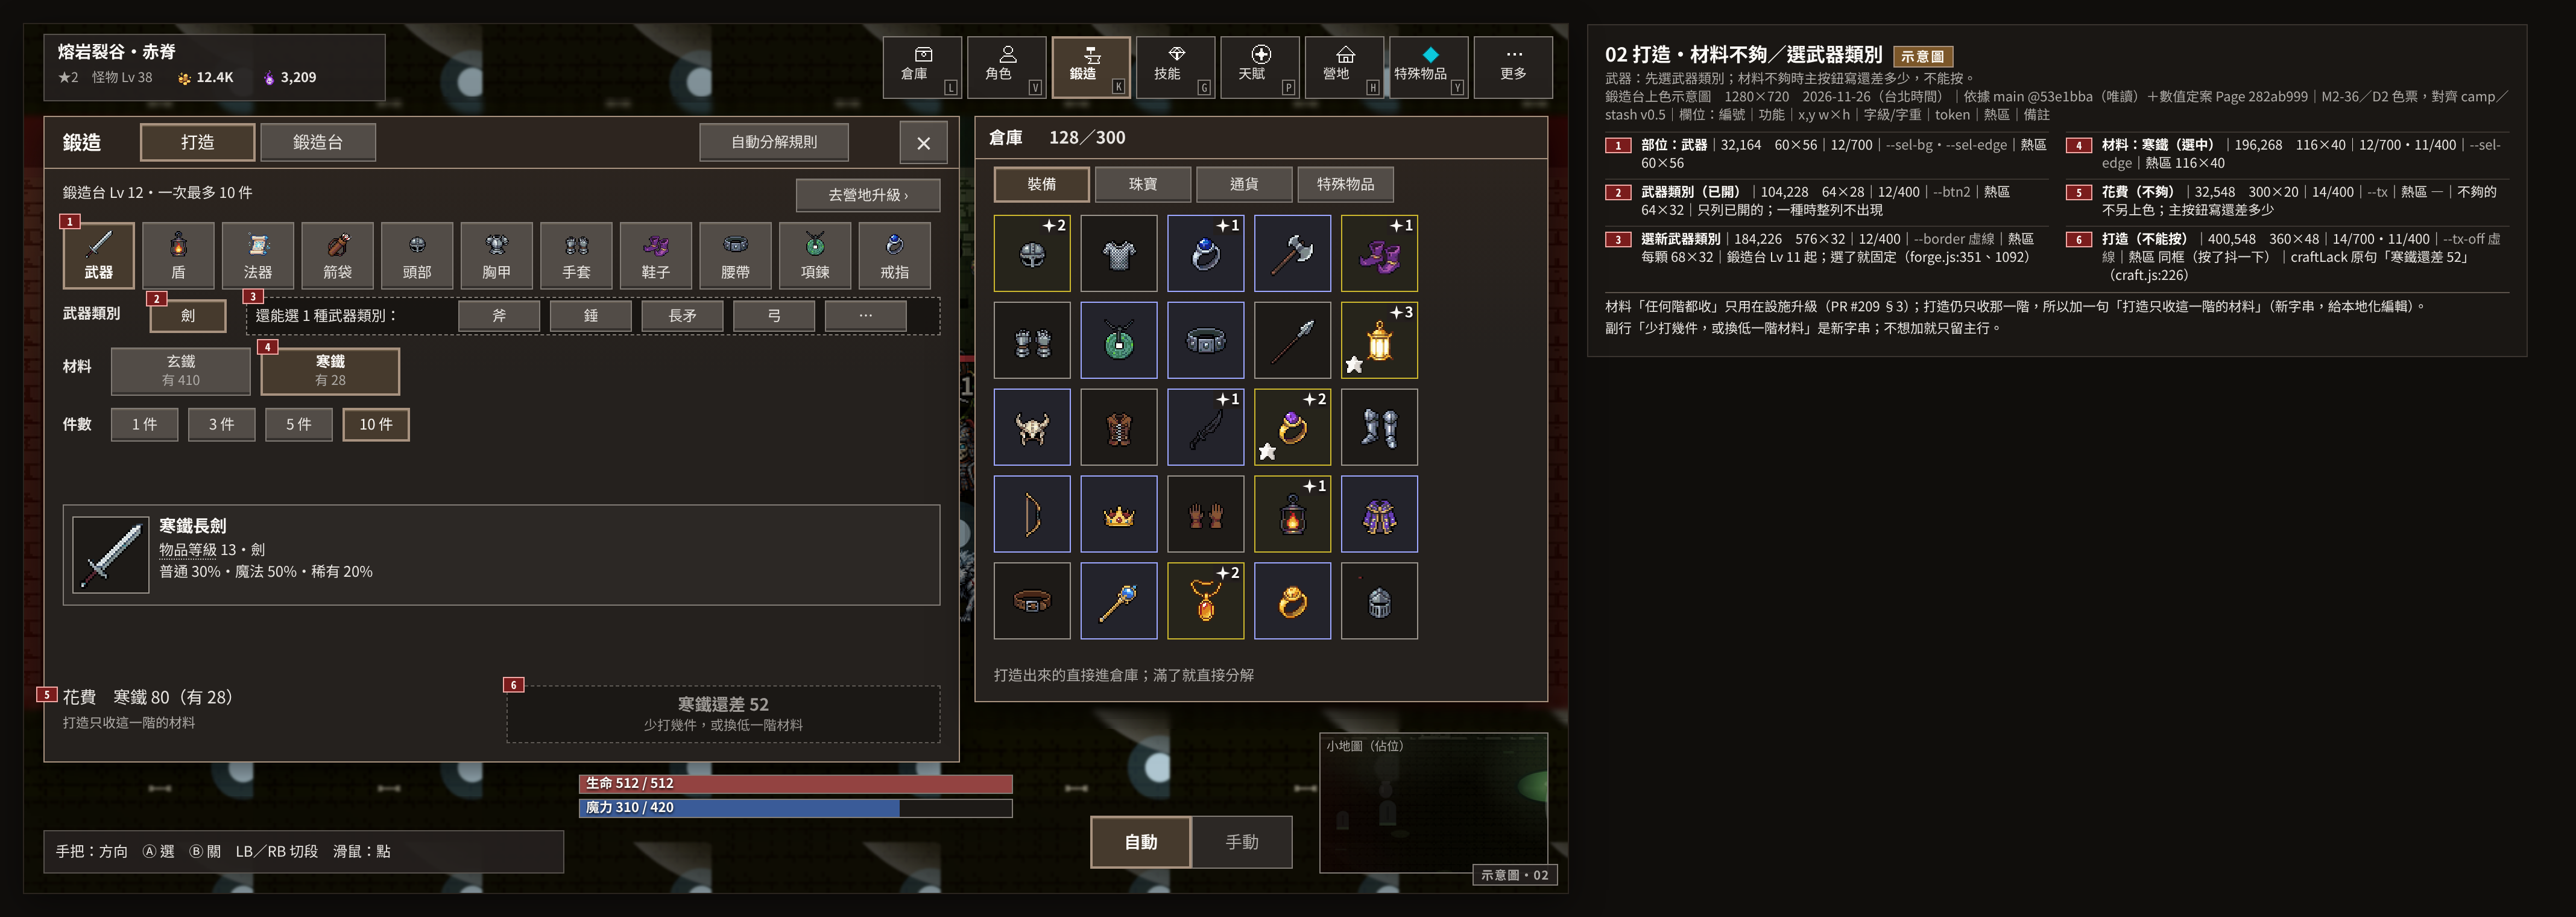 熔岩裂谷・赤脊
★2 怪物 Lv 38 12.4K 3,209
倉庫 L
角色 V
鍛造 K
技能 G
天賦 P
營地 H
特殊物品 Y
更多
鍛造 打造 鍛造台 自動分解規則 ×
鍛造台 Lv 12・一次最多 10 件 去營地升級 ›
1
武器 盾 法器 箭袋 頭部 胸甲 手套 鞋子 腰帶 項鍊 戒指
2 3
武器類別 劍 還能選 1 種武器類別： 斧 錘 長矛 弓 …
4
材料 玄鐵 寒鐵
有 410 有 28
件數 1 件 3 件 5 件 10 件
寒鐵長劍
物品等級 13・劍
普通 30%・魔法 50%・稀有 20%
5 花費 寒鐵 80（有 28）
打造只收這一階的材料
6
寒鐵還差 52
少打幾件，或換低一階材料
倉庫 128／300
裝備 珠寶 通貨 特殊物品
+2 +1 +1
+3
+1 +2
+1
+2
打造出來的直接進倉庫；滿了就直接分解
生命 512 / 512
魔力 310 / 420
手把：方向 Ⓐ 選 Ⓑ 關 LB／RB 切段 滑鼠：點
自動 手動
小地圖（佔位）
示意圖・02
02 打造・材料不夠／選武器類別 示意圖
武器：先選武器類別；材料不夠時主按鈕寫還差多少，不能按。
鍛造台上色示意圖 1280×720 2026-11-26（台北時間）｜依據 main @53e1bba（唯讀）＋數值定案 Page 282ab999｜M2-36／D2 色票，對齊 camp／
stash v0.5｜欄位：編號｜功能｜x,y w×h｜字級/字重｜token｜熱區｜備註
1 部位：武器｜32,164 60×56｜12/700｜--sel-bg・--sel-edge｜熱區
60×56
2 武器類別（已開）｜104,228 64×28｜12/400｜--btn2｜熱區
64×32｜只列已開的；一種時整列不出現
3 選新武器類別｜184,226 576×32｜12/400｜--border 虛線｜熱區
每顆 68×32｜鍛造台 Lv 11 起；選了就固定（forge.js:351、1092）
4 材料：寒鐵（選中）｜196,268 116×40｜12/700・11/400｜--sel-
edge｜熱區 116×40
5 花費（不夠）｜32,548 300×20｜14/400｜--tx｜熱區 —｜不夠的
不另上色；主按鈕寫還差多少
6 打造（不能按）｜400,548 360×48｜14/700・11/400｜--tx-off 虛
線｜熱區 同框（按了抖一下）｜craftLack 原句「寒鐵還差 52」
（craft.js:226）
材料「任何階都收」只用在設施升級（PR #209 §3）；打造仍只收那一階，所以加一句「打造只收這一階的材料」（新字串，給本地化編輯）。
副行「少打幾件，或換低一階材料」是新字串；不想加就只留主行。